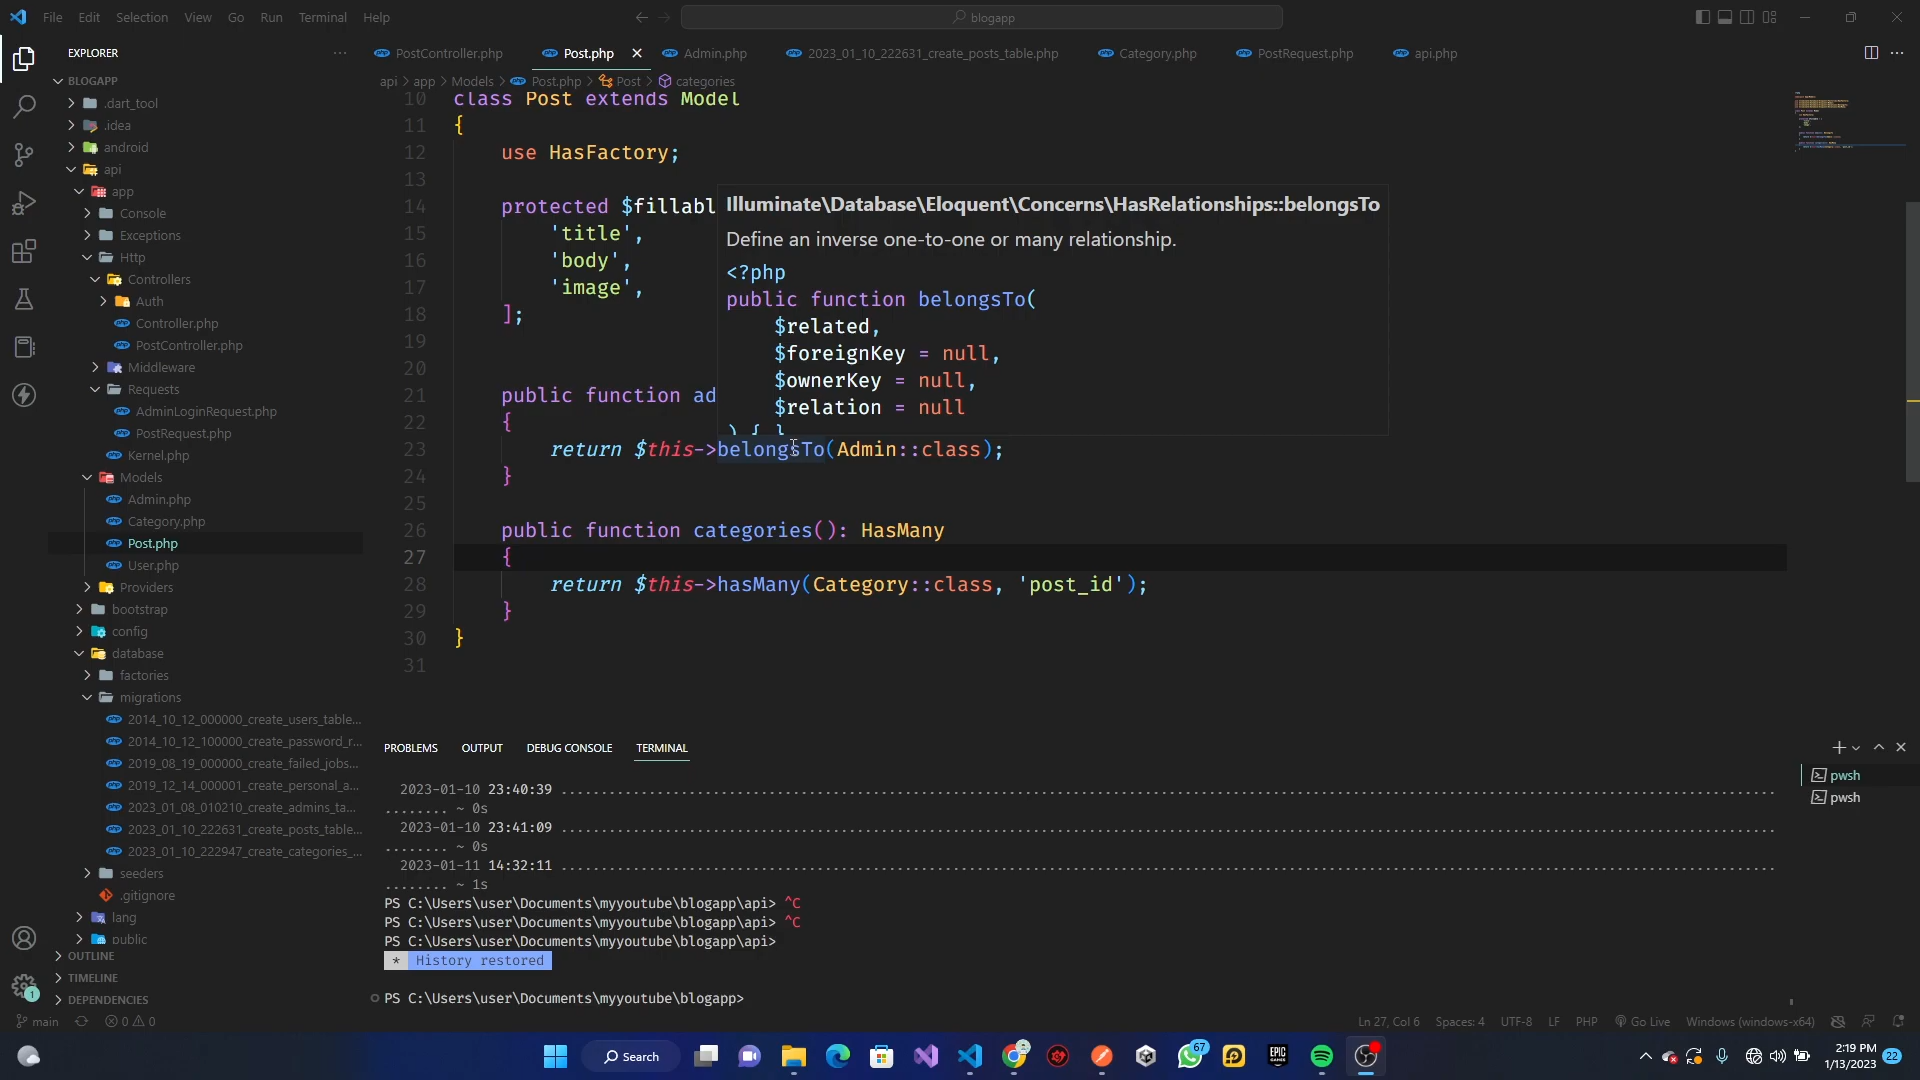 File Edit Selection View Go Run Terminal Help
blogapp
EXPLORER
PostController.php
Post.php
Admin.php
2023_01_10_222631_create_posts_table.php
Category.php
PostRequest.php
api.php
api > app > Models > Post.php > Post > categories
BLOGAPP
.dart_tool
.idea
android
api
app
Console
Exceptions
Http
Controllers
Auth
Controller.php
PostController.php
Middleware
Requests
AdminLoginRequest.php
PostRequest.php
Kernel.php
Models
Admin.php
Category.php
Post.php
User.php
Providers
bootstrap
config
database
factories
migrations
2014_10_12_000000_create_users_table...
2014_10_12_100000_create_password_r...
2019_08_19_000000_create_failed_jobs...
2019_12_14_000001_create_personal_a...
2023_01_08_010210_create_admins_ta...
2023_01_10_222631_create_posts_table...
2023_01_10_222947_create_categories_...
seeders
.gitignore
lang
public
OUTLINE
TIMELINE
DEPENDENCIES
10 class Post extends Model
11 {
12 use HasFactory;
13
14 protected $fillabl
15 'title',
16 'body',
17 'image',
18 ];
19
20
21 public function ad
22 {
23 return $this->belongsTo(Admin::class);
24 }
25
26 public function categories(): HasMany
27 {
28 return $this->hasMany(Category::class, 'post_id');
29 }
30 }
31
Illuminate\Database\Eloquent\Concerns\HasRelationships::belongsTo
Define an inverse one-to-one or many relationship.
<?php
public function belongsTo(
$related,
$foreignKey = null,
$ownerKey = null,
$relation = null
) { }
PROBLEMS OUTPUT DEBUG CONSOLE TERMINAL
pwsh
pwsh
2023-01-10 23:40:39 ........................................................................
........ ~ 0s
2023-01-10 23:41:09 ........................................................................
........ ~ 0s
2023-01-11 14:32:11 ........................................................................
........ ~ 1s
PS C:\Users\user\Documents\myyoutube\blogapp\api> ^C
PS C:\Users\user\Documents\myyoutube\blogapp\api> ^C
PS C:\Users\user\Documents\myyoutube\blogapp\api>
* History restored
PS C:\Users\user\Documents\myyoutube\blogapp>
1
main 0 0 Ln 27, Col 6 Spaces: 4 UTF-8 LF PHP Go Live Windows (windows-x64)
Search
67
EPIC GAMES
2:19 PM
1/13/2023
22